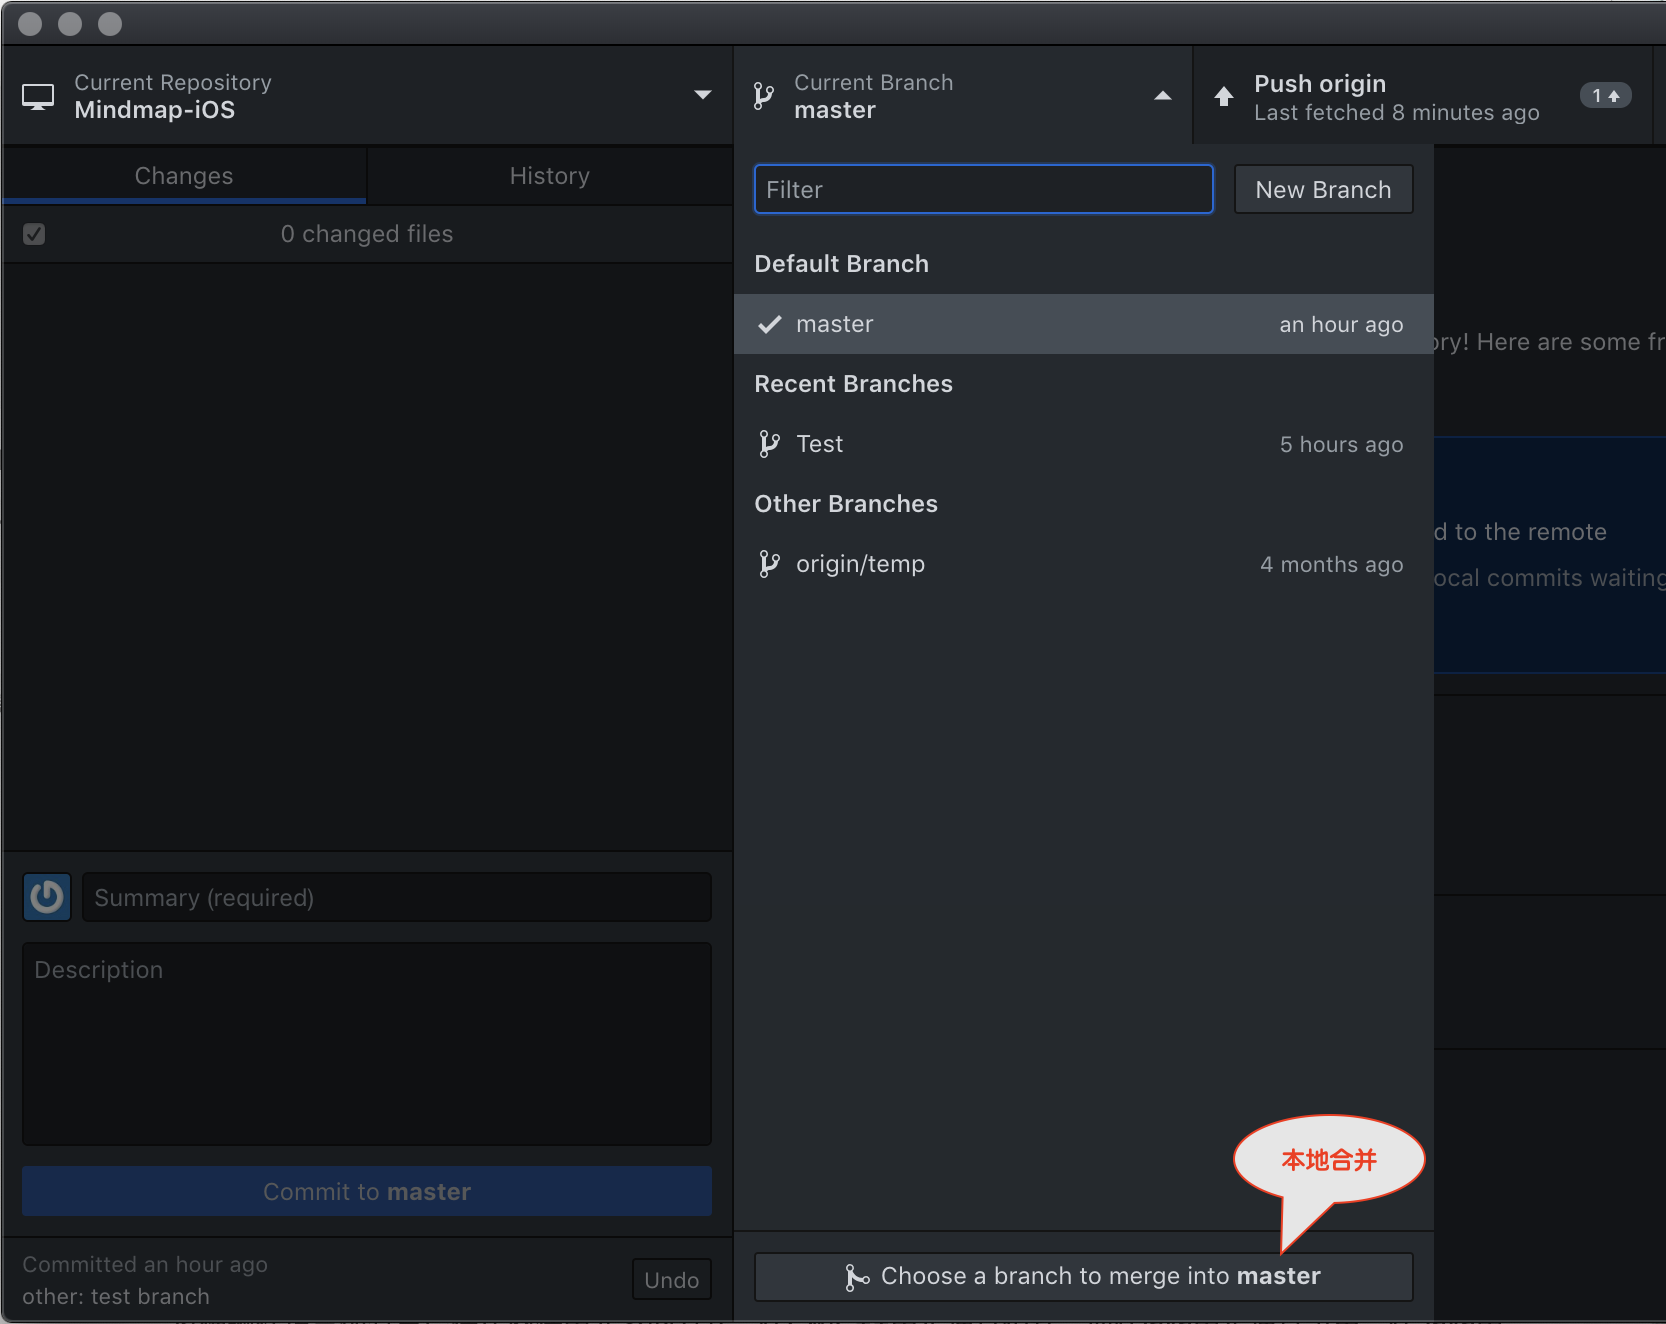 Current Repository
Mindmap-iOS
Current Branch
master
Push origin
Last fetched 8 minutes ago
1
Changes
History
0 changed files
Filter
New Branch
Default Branch
master
an hour ago
Recent Branches
Test
5 hours ago
Other Branches
origin/temp
4 months ago
ory! Here are some fr
d to the remote
ocal commits waiting
Summary (required)
Description
Commit to master
Committed an hour ago
other: test branch
Undo
本地合并
Choose a branch to merge into master